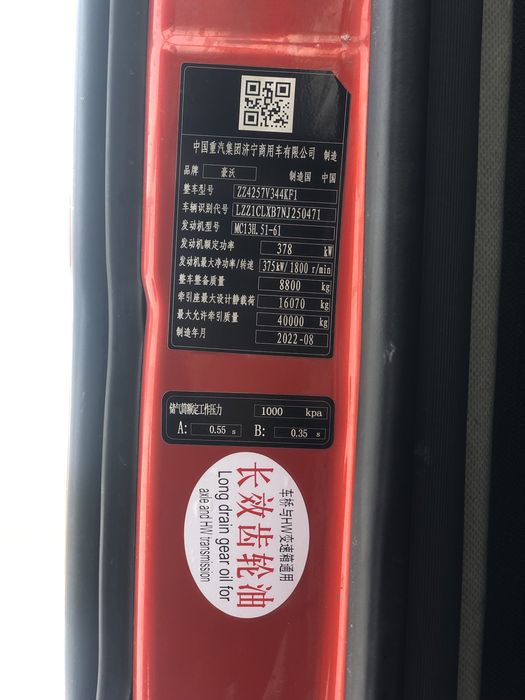 中国重汽集团济宁商用车有限公司 制造
品牌 豪沃 制造国 中国
整车型号 ZZ4257V344KF1
车辆识别代号 LZZ1CLXB7NJ250471
发动机型号 MC13H.51-61
发动机额定功率 378 kW
发动机最大净功率/转速 375kW/1800 r/min
整车整备质量 8800 kg
牵引座最大设计静载荷 16070 kg
最大允许牵引质量 40000 kg
制造年月 2022-08
储气筒额定工作压力 1000 kpa
A: 0.55 s B: 0.35 s
车桥与HW变速箱通用
长效齿轮油
Long drain gear oil for
axle and HW transmission